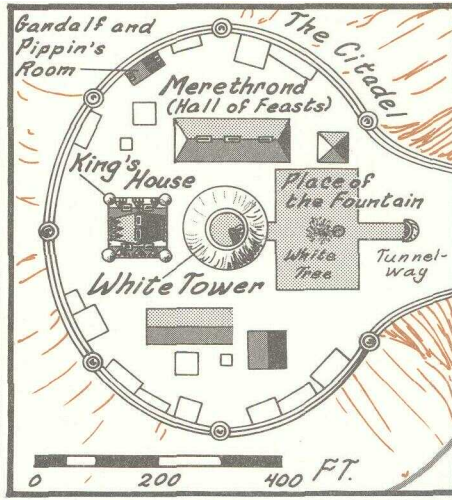 Gandalf and
Pippin's
Room
The Citadel
Merethrond
(Hall of Feasts)
King's
House
Place of
the Fountain
White
Tree
Tunnel-
way
White Tower
0 200 400 FT.